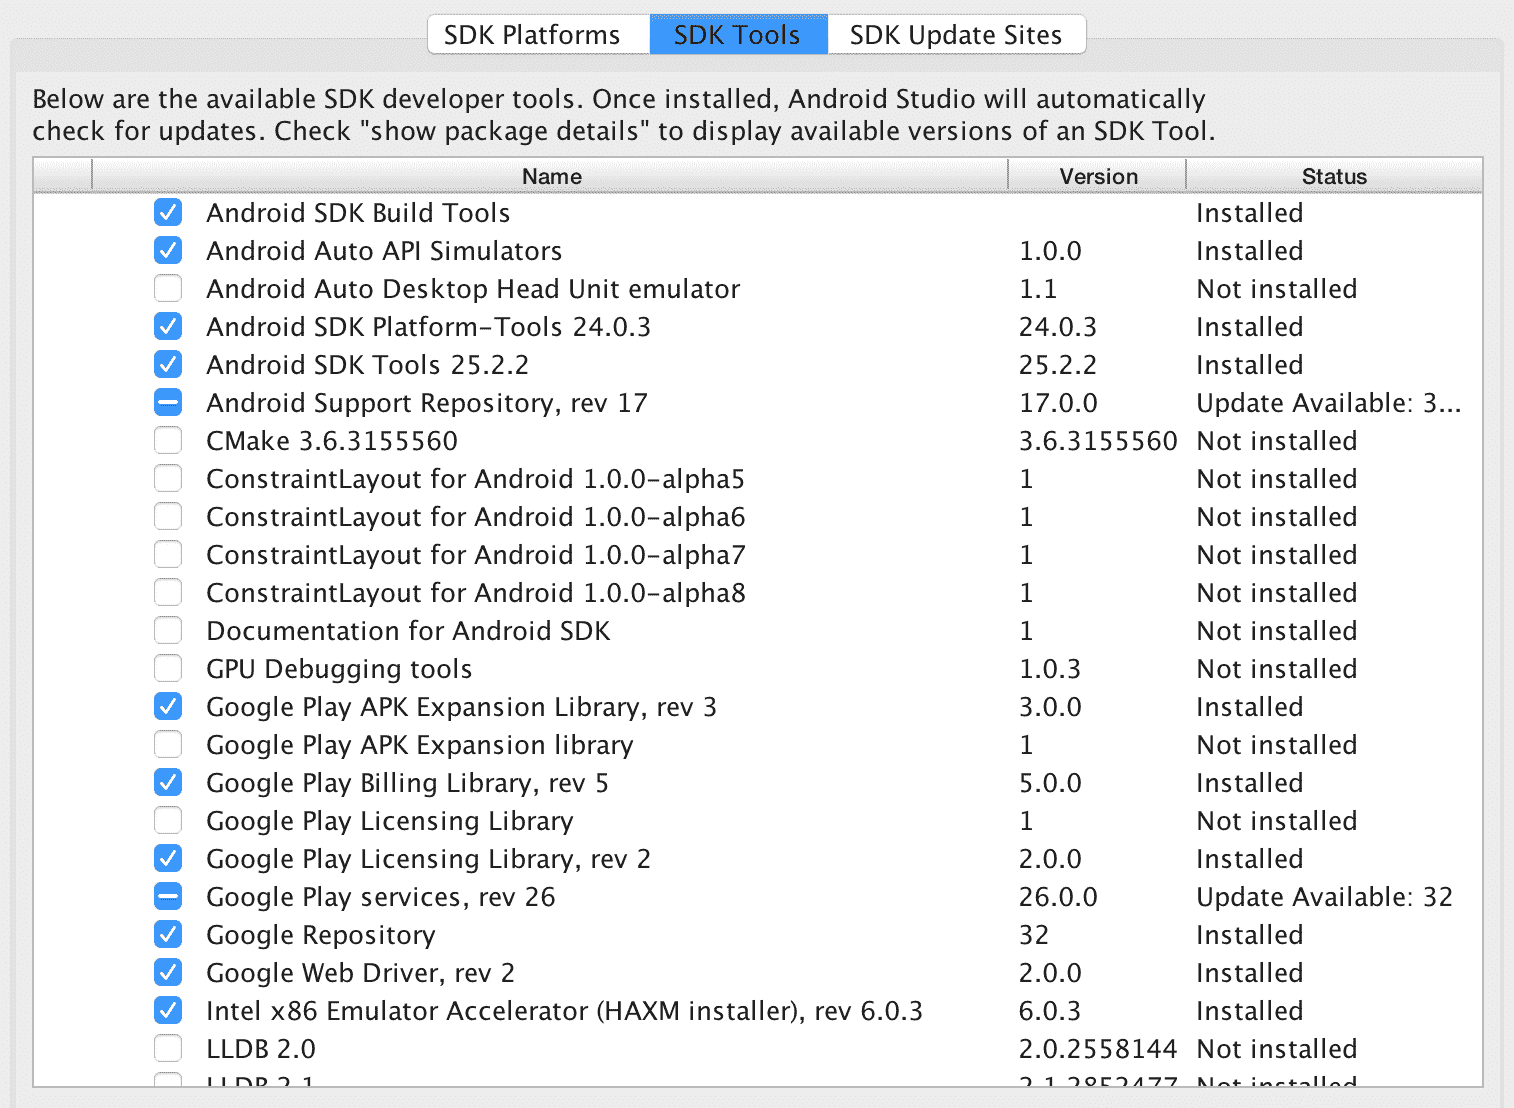 SDK Platforms SDK Tools SDK Update Sites
Below are the available SDK developer tools. Once installed, Android Studio will automatically
check for updates. Check "show package details" to display available versions of an SDK Tool.
Name Version Status
Android SDK Build Tools Installed
Android Auto API Simulators 1.0.0 Installed
Android Auto Desktop Head Unit emulator 1.1 Not installed
Android SDK Platform-Tools 24.0.3 24.0.3 Installed
Android SDK Tools 25.2.2 25.2.2 Installed
Android Support Repository, rev 17 17.0.0 Update Available: 3...
CMake 3.6.3155560 3.6.3155560 Not installed
ConstraintLayout for Android 1.0.0-alpha5 1 Not installed
ConstraintLayout for Android 1.0.0-alpha6 1 Not installed
ConstraintLayout for Android 1.0.0-alpha7 1 Not installed
ConstraintLayout for Android 1.0.0-alpha8 1 Not installed
Documentation for Android SDK 1 Not installed
GPU Debugging tools 1.0.3 Not installed
Google Play APK Expansion Library, rev 3 3.0.0 Installed
Google Play APK Expansion library 1 Not installed
Google Play Billing Library, rev 5 5.0.0 Installed
Google Play Licensing Library 1 Not installed
Google Play Licensing Library, rev 2 2.0.0 Installed
Google Play services, rev 26 26.0.0 Update Available: 32
Google Repository 32 Installed
Google Web Driver, rev 2 2.0.0 Installed
Intel x86 Emulator Accelerator (HAXM installer), rev 6.0.3 6.0.3 Installed
LLDB 2.0 2.0.2558144 Not installed
LLDB 2.1 2.1.2852477 Not installed